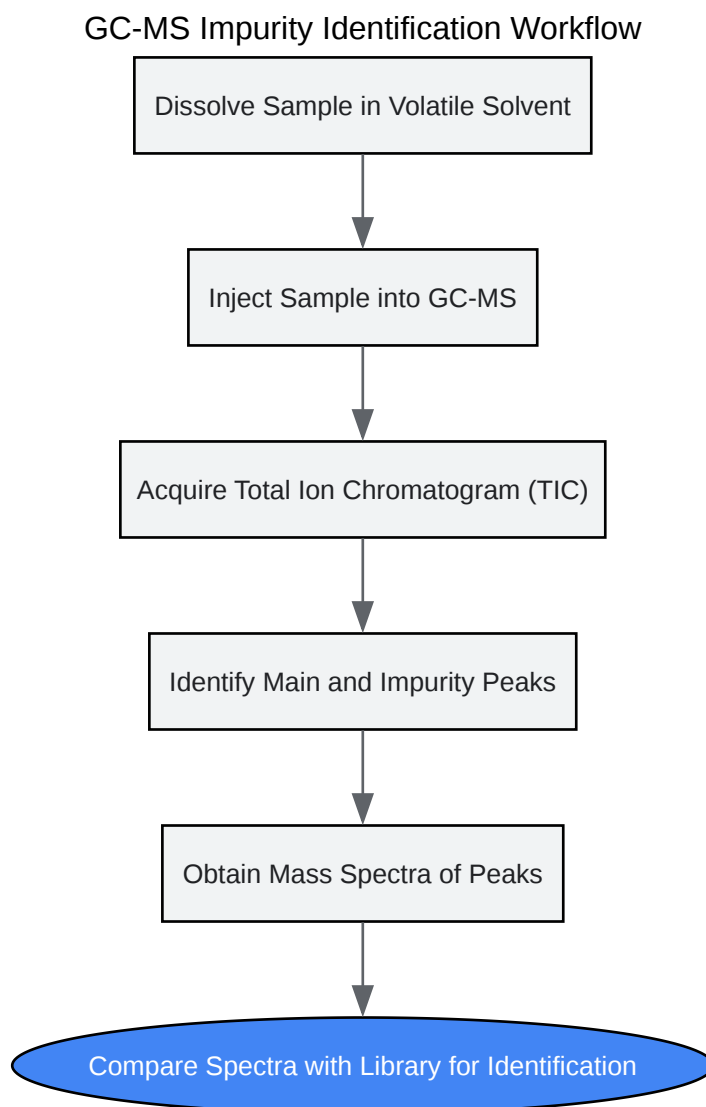 GC-MS Impurity Identification Workflow
Dissolve Sample in Volatile Solvent
Inject Sample into GC-MS
Acquire Total Ion Chromatogram (TIC)
Identify Main and Impurity Peaks
Obtain Mass Spectra of Peaks
Compare Spectra with Library for Identification